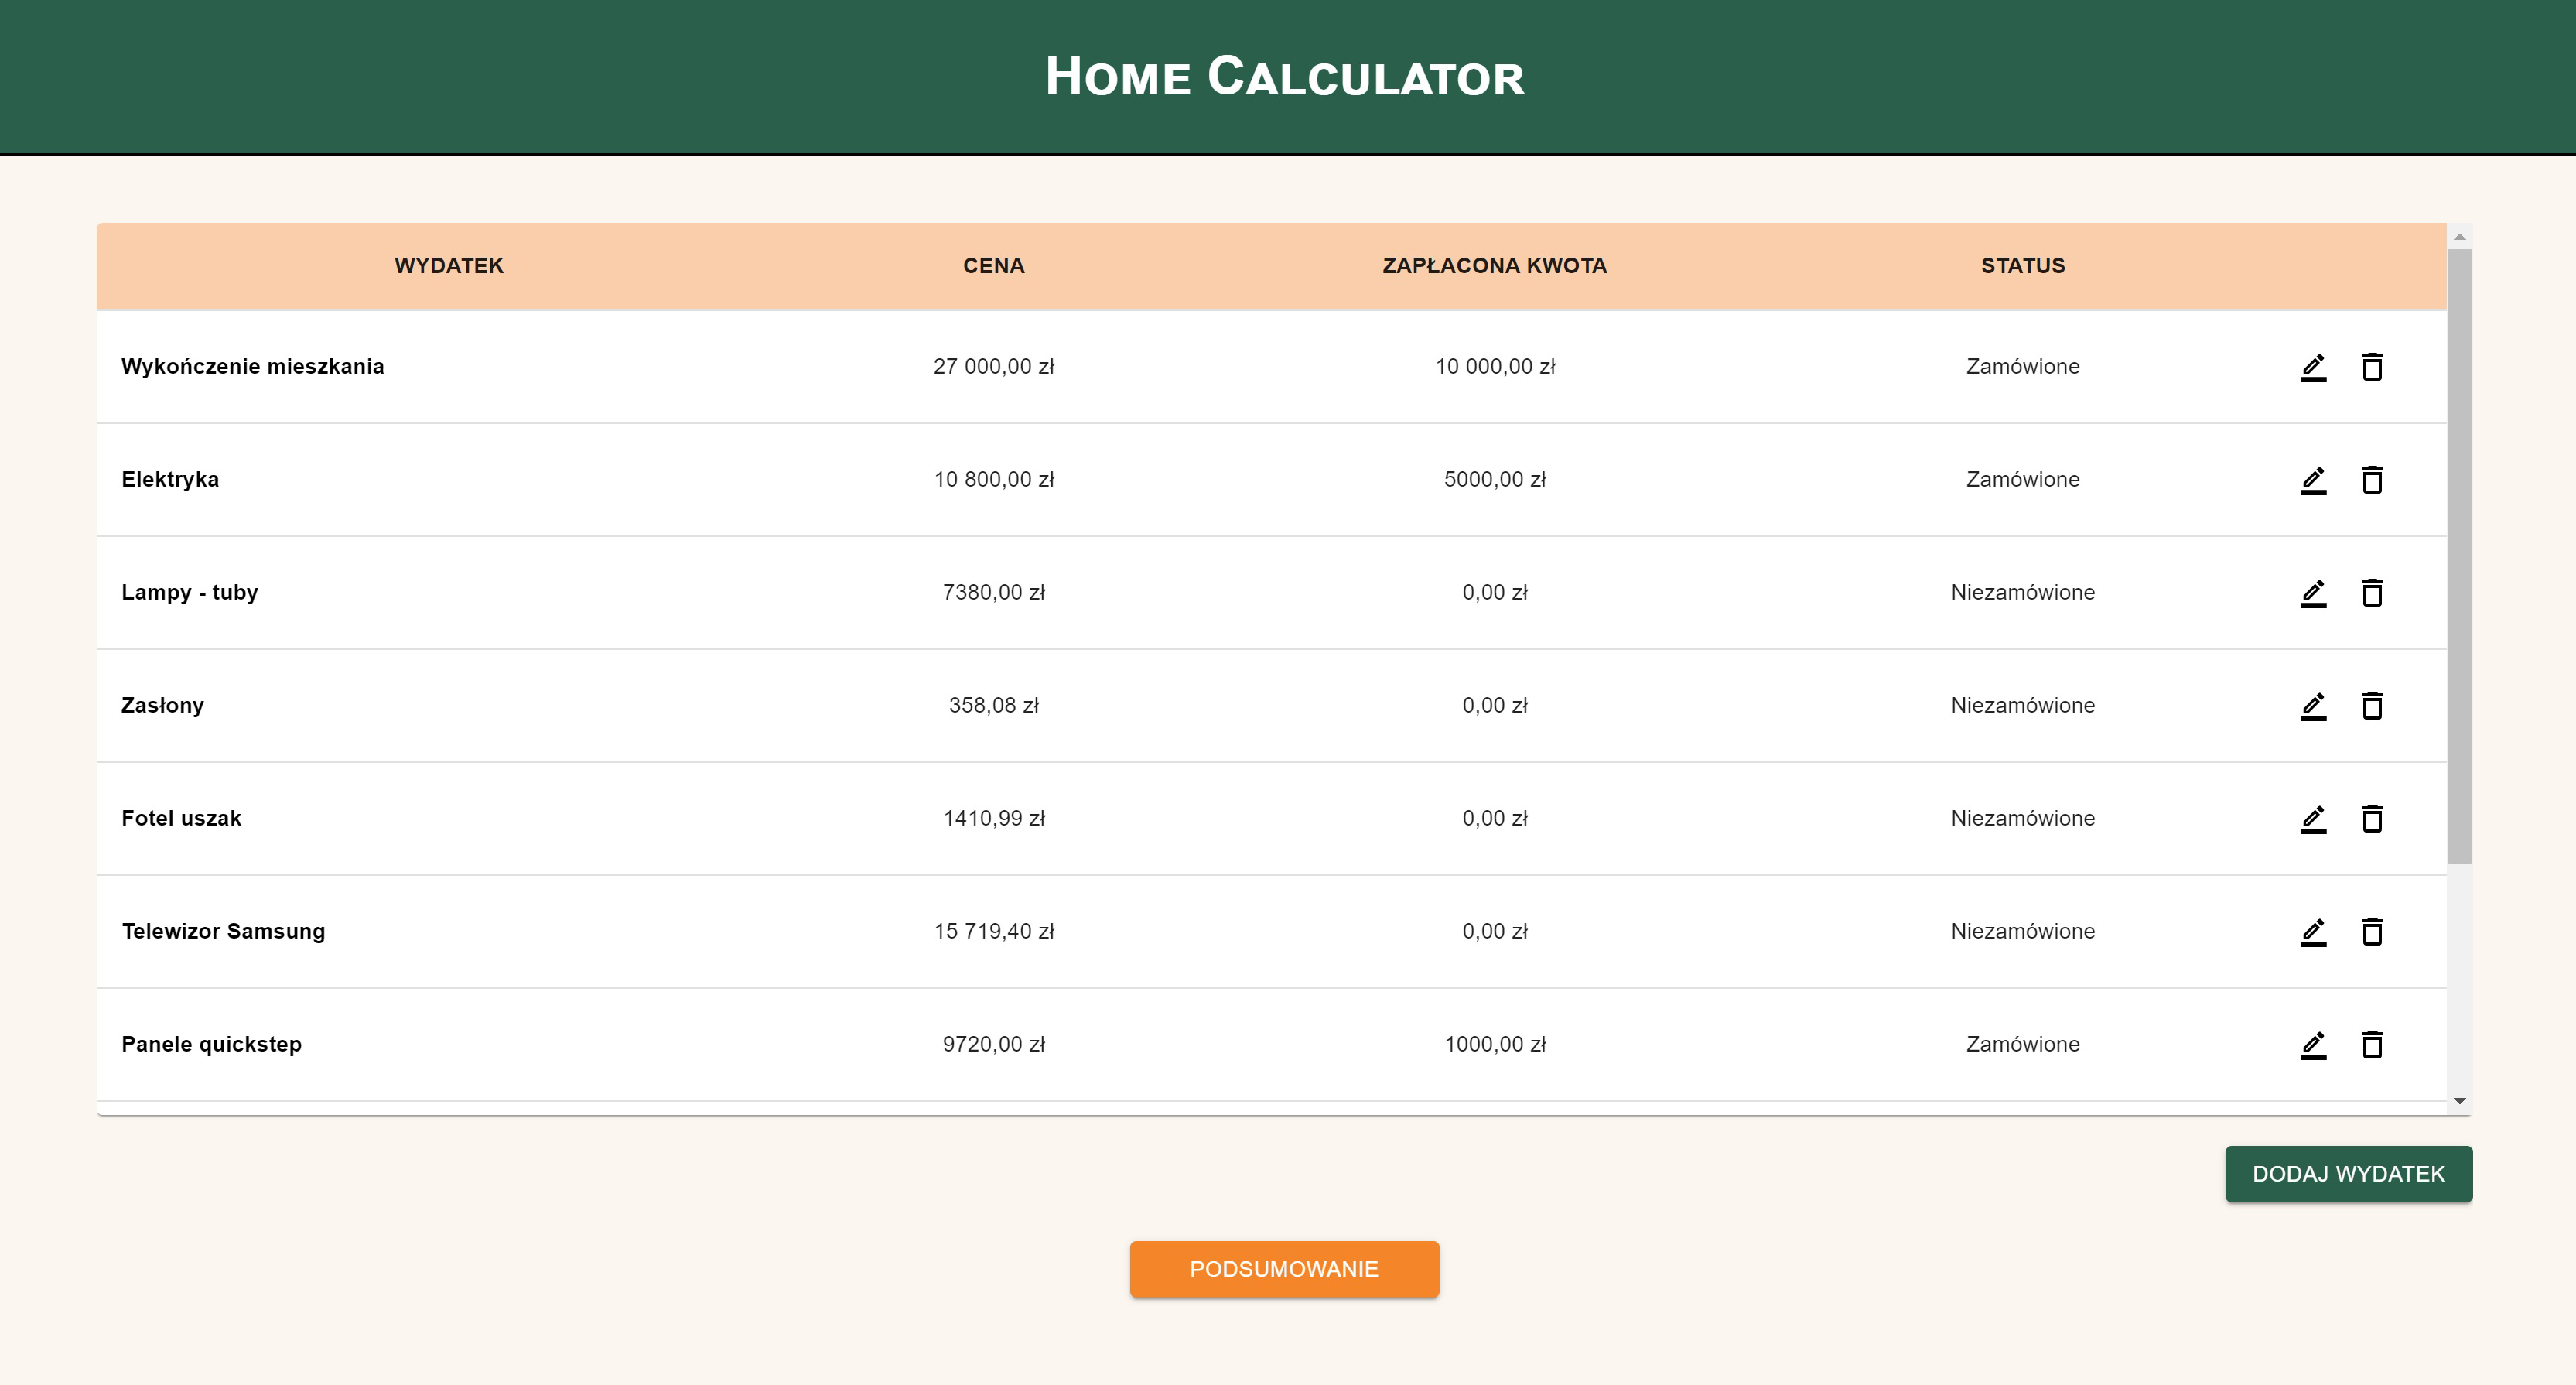 Home Calculator
WYDATEK CENA ZAPŁACONA KWOTA STATUS
Wykończenie mieszkania 27 000,00 zł 10 000,00 zł Zamówione
Elektryka 10 800,00 zł 5000,00 zł Zamówione
Lampy - tuby 7380,00 zł 0,00 zł Niezamówione
Zasłony 358,08 zł 0,00 zł Niezamówione
Fotel uszak 1410,99 zł 0,00 zł Niezamówione
Telewizor Samsung 15 719,40 zł 0,00 zł Niezamówione
Panele quickstep 9720,00 zł 1000,00 zł Zamówione
DODAJ WYDATEK
PODSUMOWANIE